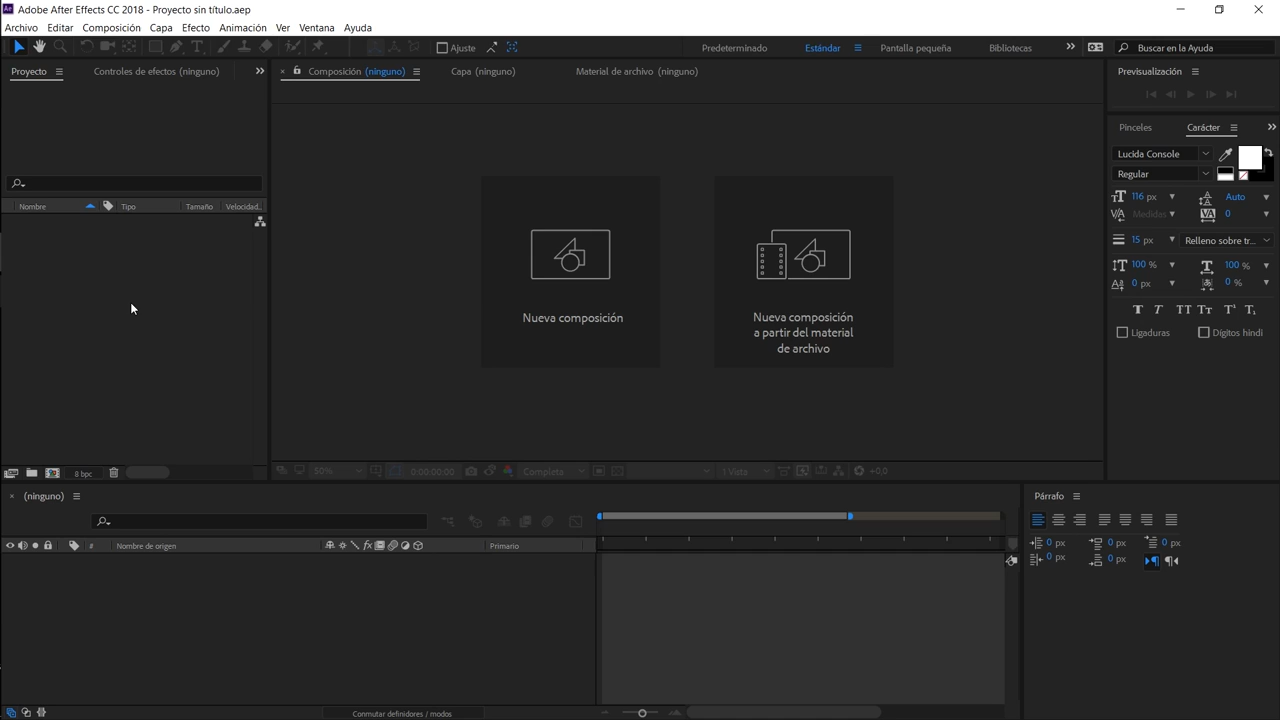 Adobe After Effects CC 2018 - Proyecto sin título.aep
Archivo Editar Composición Capa Efecto Animación Ver Ventana Ayuda
Ajuste Predeterminado Estándar Pantalla pequeña Bibliotecas Buscar en la Ayuda
Proyecto Controles de efectos (ninguno) Composición (ninguno) Capa (ninguno) Material de archivo (ninguno) Previsualización
Pinceles Carácter
Lucida Console
Regular
Nombre Tipo Tamaño Velocidad..
116 px Auto
Medidas 0
15 px Relleno sobre tr...
100 % 100 %
0 px 0 %
Ligaduras Dígitos hindi
Nueva composición
Nueva composición
a partir del material
de archivo
8 bpc 50% 0:00:00:00 Completa 1 Vista +0,0
(ninguno) Párrafo
# Nombre de origen fx Primario
0 px 0 px 0 px
0 px 0 px
Conmutar definidores / modos